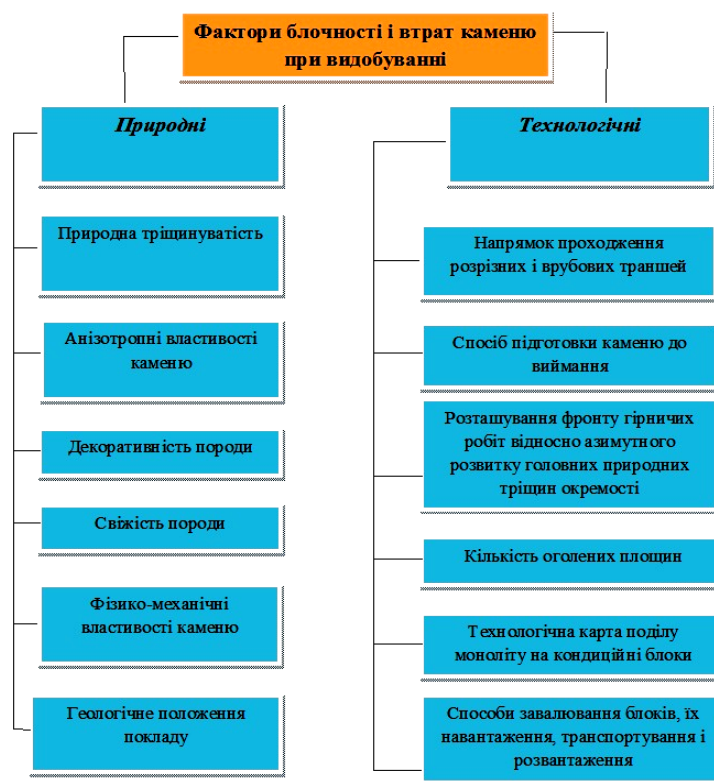 Фактори блочності і втрат каменю
при видобуванні
Природні
Природна тріщинуватість
Анізотропні властивості
каменю
Декоративність породи
Свіжість породи
Фізико-механічні
властивості каменю
Геологічне положення
покладу
Технологічні
Напрямок проходження
розрізних і врубових траншей
Спосіб підготовки каменю до
виймання
Розташування фронту гірничих
робіт відносно азимутного
розвитку головних природних
тріщин окремості
Кількість оголених площин
Технологічна карта поділу
моноліту на кондиційні блоки
Способи завалювання блоків, їх
навантаження, транспортування і
розвантаження